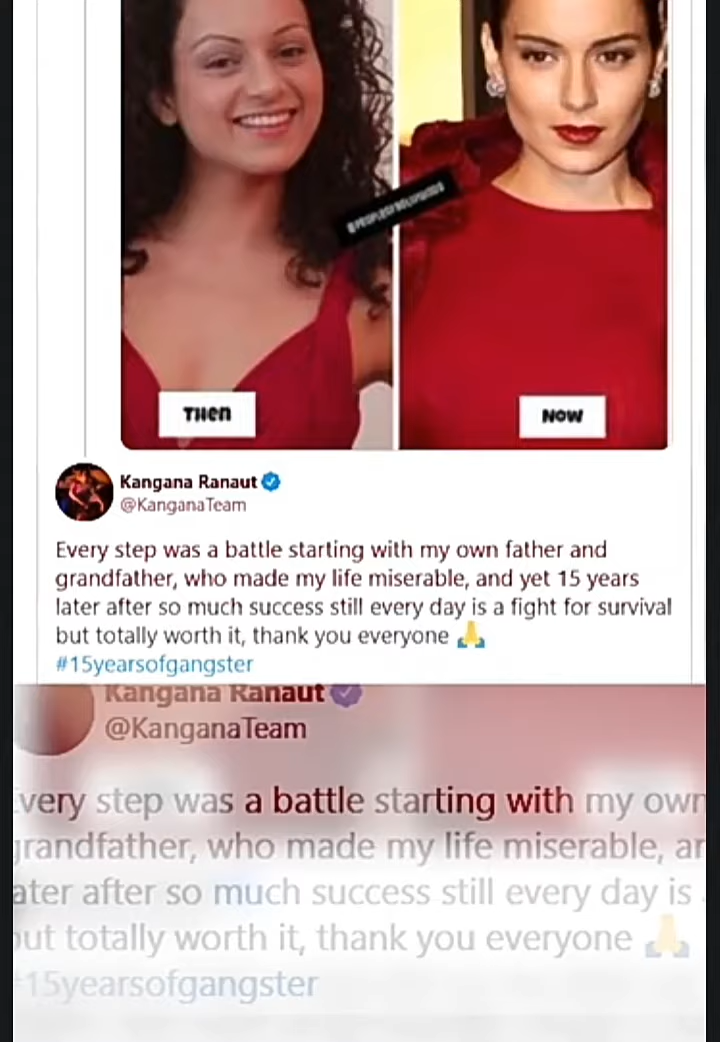 @PEOPLEOFBOLLYWOOD
THEN
NOW
Kangana Ranaut
@KanganaTeam
Every step was a battle starting with my own father and
grandfather, who made my life miserable, and yet 15 years
later after so much success still every day is a fight for survival
but totally worth it, thank you everyone 🙏
#15yearsofgangster
Kangana Ranaut
@KanganaTeam
very step was a battle starting with my own
grandfather, who made my life miserable, ar
ater after so much success still every day is
out totally worth it, thank you everyone 🙏
#15yearsofgangster